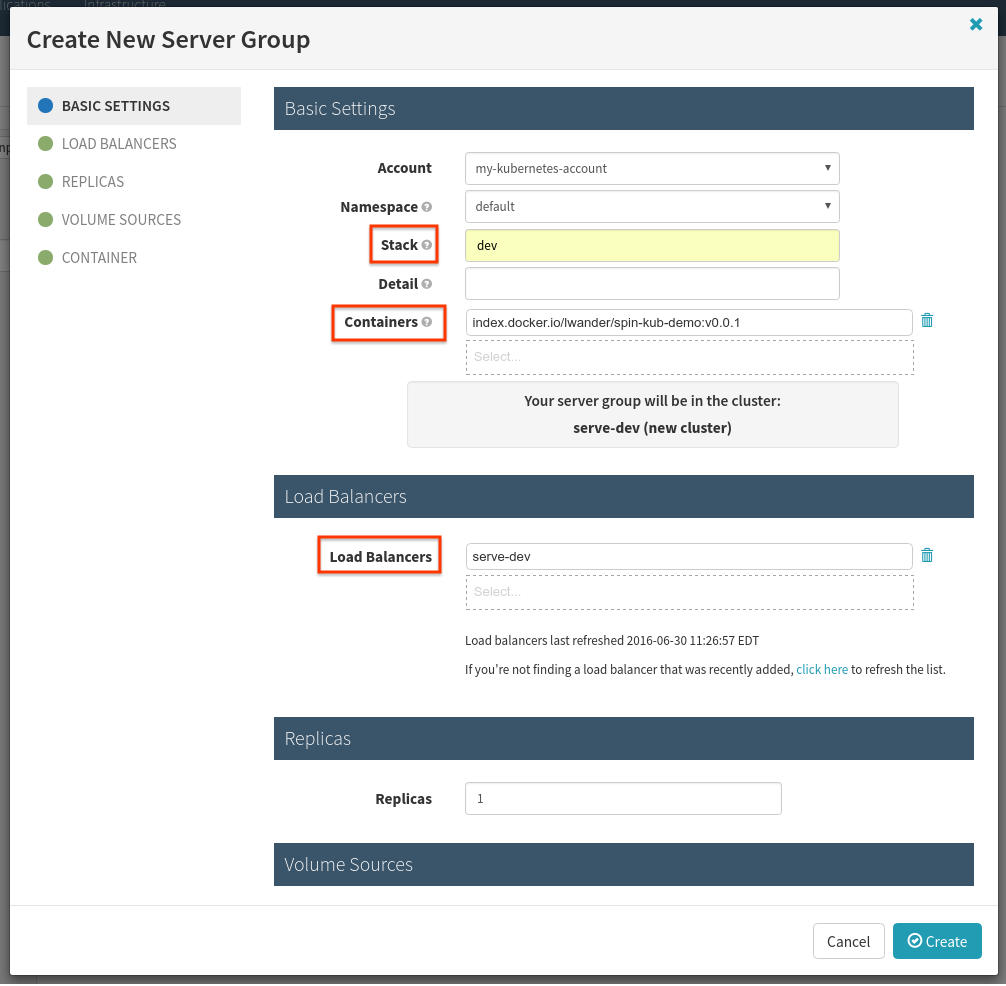 Infrastructure
Create New Server Group
BASIC SETTINGS
LOAD BALANCERS
REPLICAS
VOLUME SOURCES
CONTAINER
Basic Settings
Account my-kubernetes-account
Namespace default
Stack dev
Detail
Containers index.docker.io/lwander/spin-kub-demo:v0.0.1
Select...
Your server group will be in the cluster:
serve-dev (new cluster)
Load Balancers
Load Balancers serve-dev
Select...
Load balancers last refreshed 2016-06-30 11:26:57 EDT
If you're not finding a load balancer that was recently added, click here to refresh the list.
Replicas
Replicas 1
Volume Sources
Cancel Create